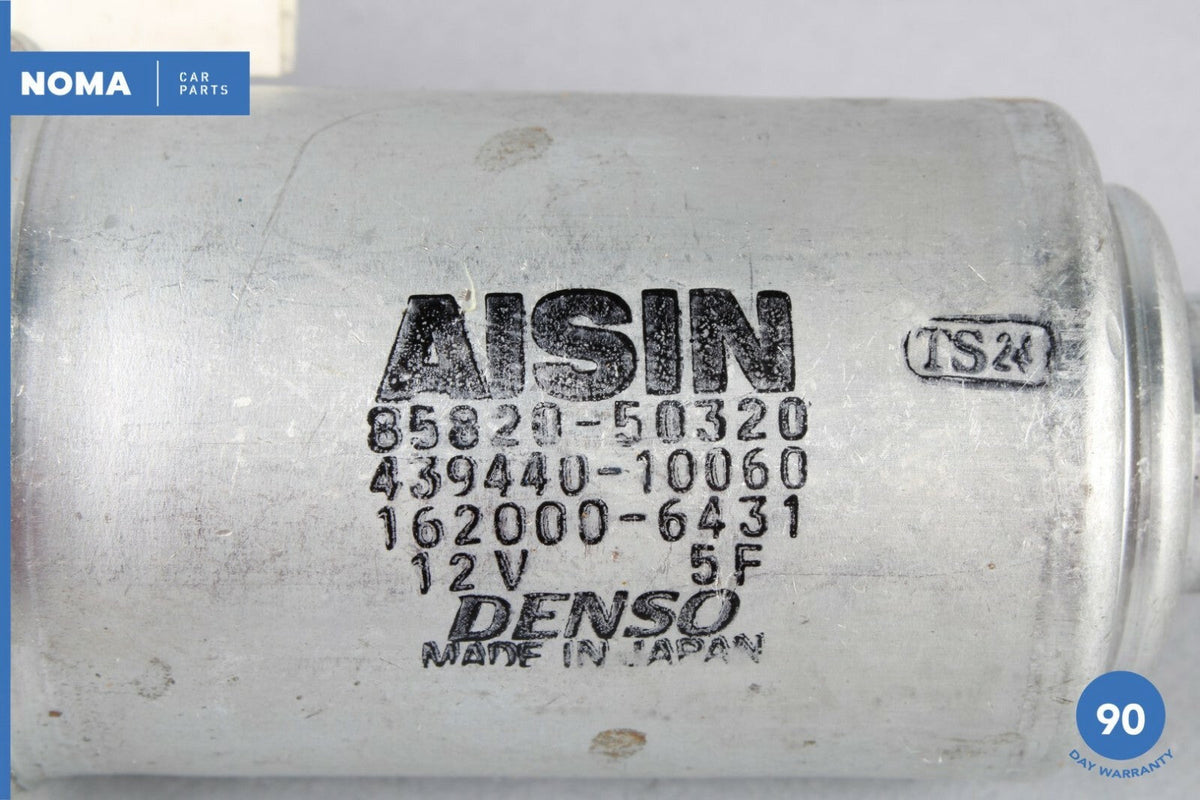 NOMA
CAR
PARTS
AISIN
85820-50320
439440-10060
162000-6431
12V 5F
DENSO
MADE IN JAPAN
90
DAY WARRANTY